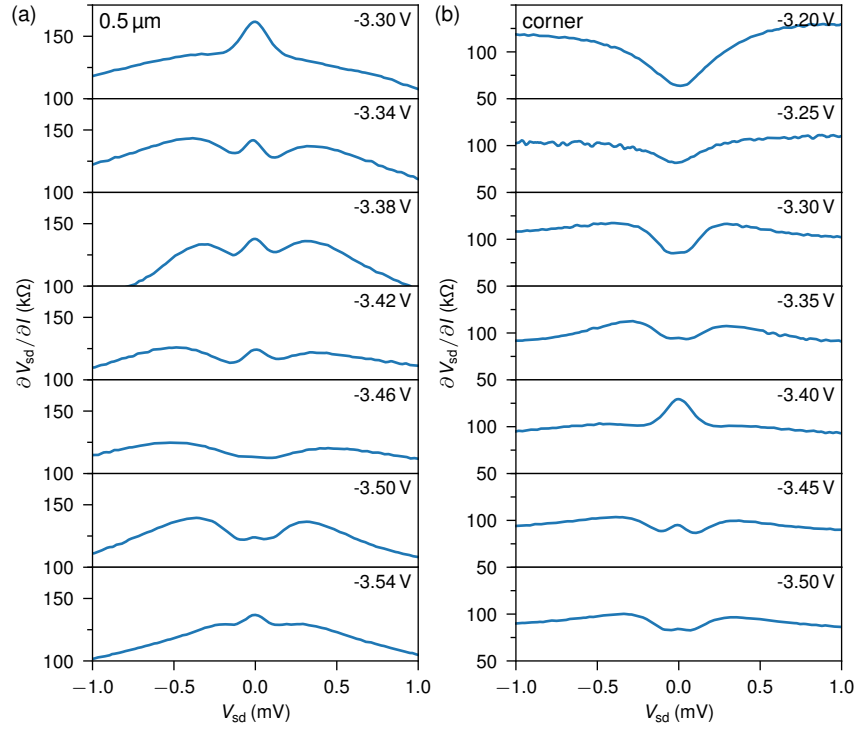 (a)
0.5 µm
-3.30 V
150
100
-3.34 V
150
100
-3.38 V
150
100
-3.42 V
150
100
-3.46 V
150
100
-3.50 V
150
100
-3.54 V
150
100
−1.0 −0.5 0.0 0.5 1.0
V_sd (mV)
∂V_sd/∂I (kΩ)
(b)
corner
-3.20 V
100
50
-3.25 V
100
50
-3.30 V
100
50
-3.35 V
100
50
-3.40 V
100
50
-3.45 V
100
50
-3.50 V
100
50
−1.0 −0.5 0.0 0.5 1.0
V_sd (mV)
∂V_sd/∂I (kΩ)